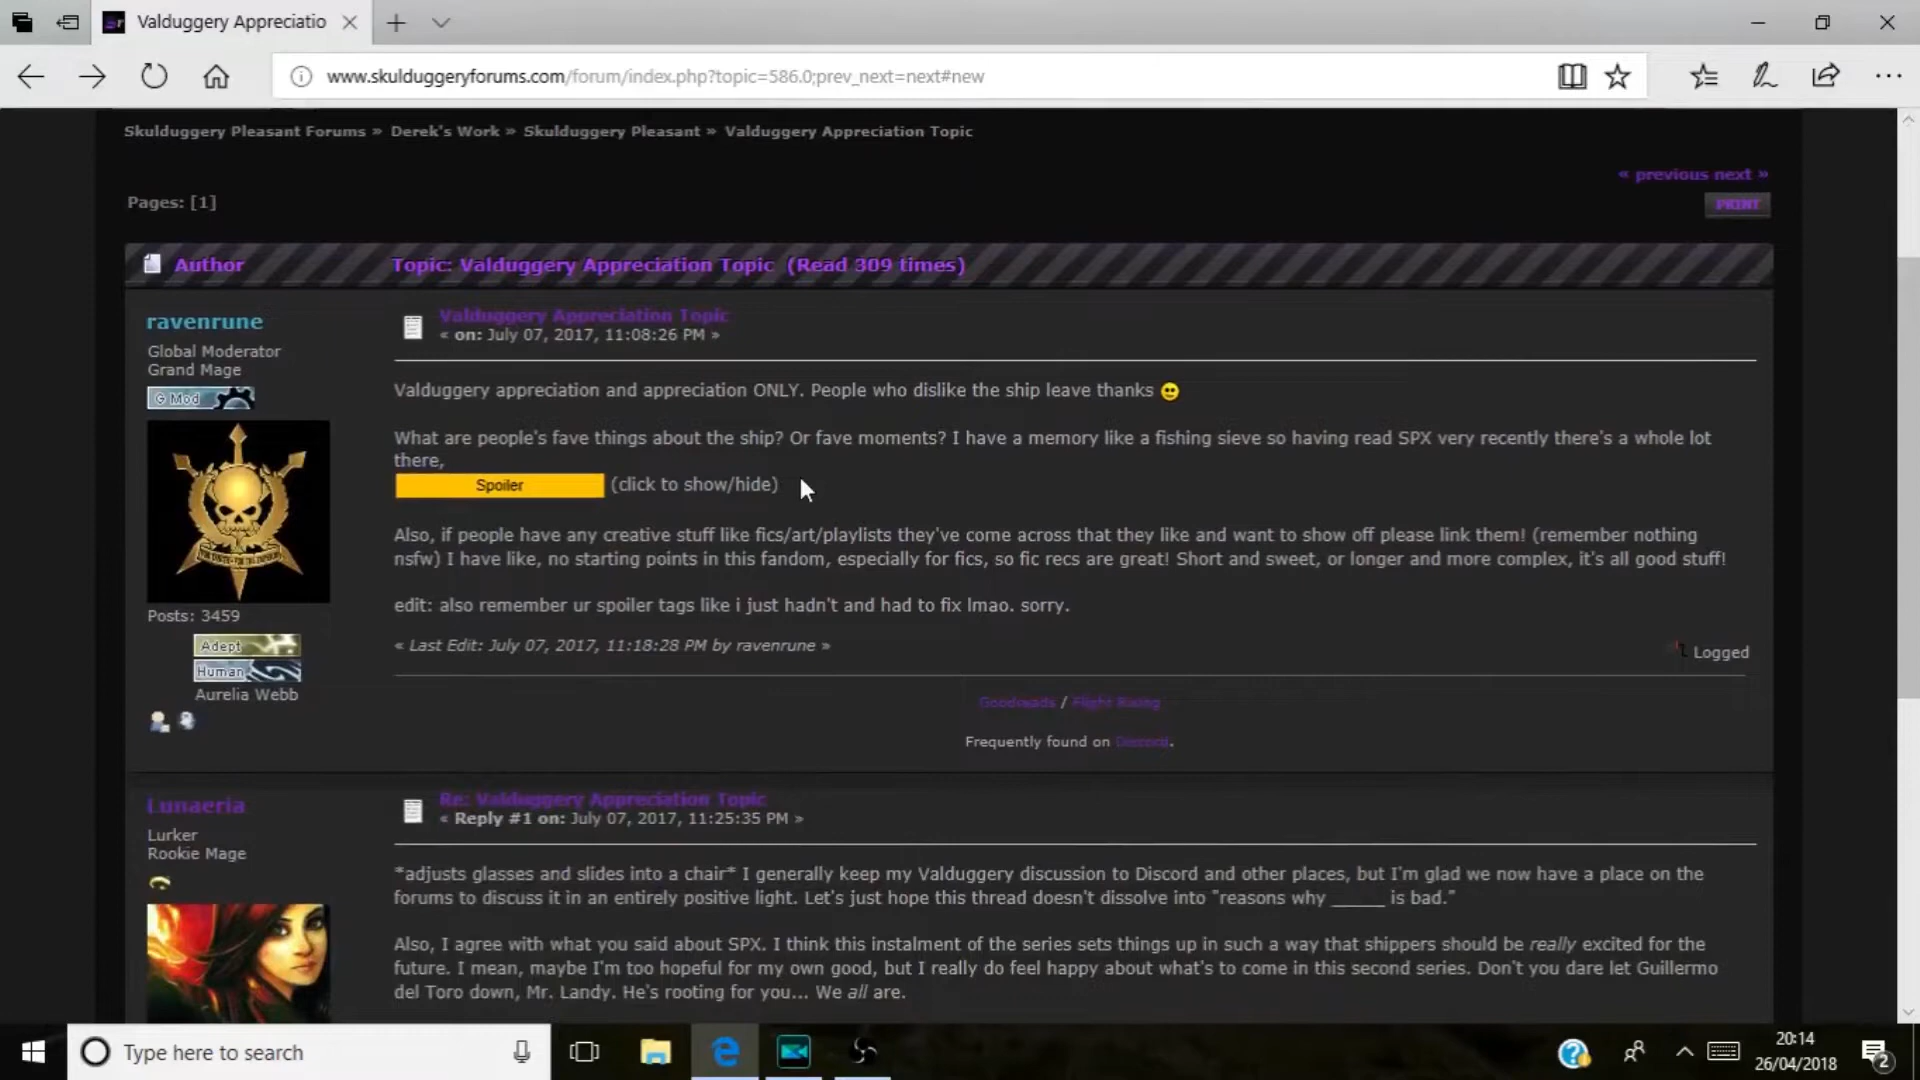 Valduggery Appreciatio
www.skulduggeryforums.com/forum/index.php?topic=586.0;prev_next=next#new
Skulduggery Pleasant Forums » Derek's Work » Skulduggery Pleasant » Valduggery Appreciation Topic
« previous next »
Pages: [1]
PRINT
Author
Topic: Valduggery Appreciation Topic (Read 309 times)
ravenrune
Global Moderator
Grand Mage
G Mod
Posts: 3459
Adept
Human
Aurelia Webb
Valduggery Appreciation Topic
« on: July 07, 2017, 11:08:26 PM »
Valduggery appreciation and appreciation ONLY. People who dislike the ship leave thanks
What are people's fave things about the ship? Or fave moments? I have a memory like a fishing sieve so having read SPX very recently there's a whole lot
there,
Spoiler (click to show/hide)
Also, if people have any creative stuff like fics/art/playlists they've come across that they like and want to show off please link them! (remember nothing
nsfw) I have like, no starting points in this fandom, especially for fics, so fic recs are great! Short and sweet, or longer and more complex, it's all good stuff!
edit: also remember ur spoiler tags like i just hadn't and had to fix lmao. sorry.
« Last Edit: July 07, 2017, 11:18:28 PM by ravenrune »
Logged
Goodreads / Flight Rising
Frequently found on Discord.
Lunaeria
Lurker
Rookie Mage
Re: Valduggery Appreciation Topic
« Reply #1 on: July 07, 2017, 11:25:35 PM »
*adjusts glasses and slides into a chair* I generally keep my Valduggery discussion to Discord and other places, but I'm glad we now have a place on the
forums to discuss it in an entirely positive light. Let's just hope this thread doesn't dissolve into "reasons why _____ is bad."
Also, I agree with what you said about SPX. I think this instalment of the series sets things up in such a way that shippers should be really excited for the
future. I mean, maybe I'm too hopeful for my own good, but I really do feel happy about what's to come in this second series. Don't you dare let Guillermo
del Toro down, Mr. Landy. He's rooting for you... We all are.
Type here to search
20:14
26/04/2018
2